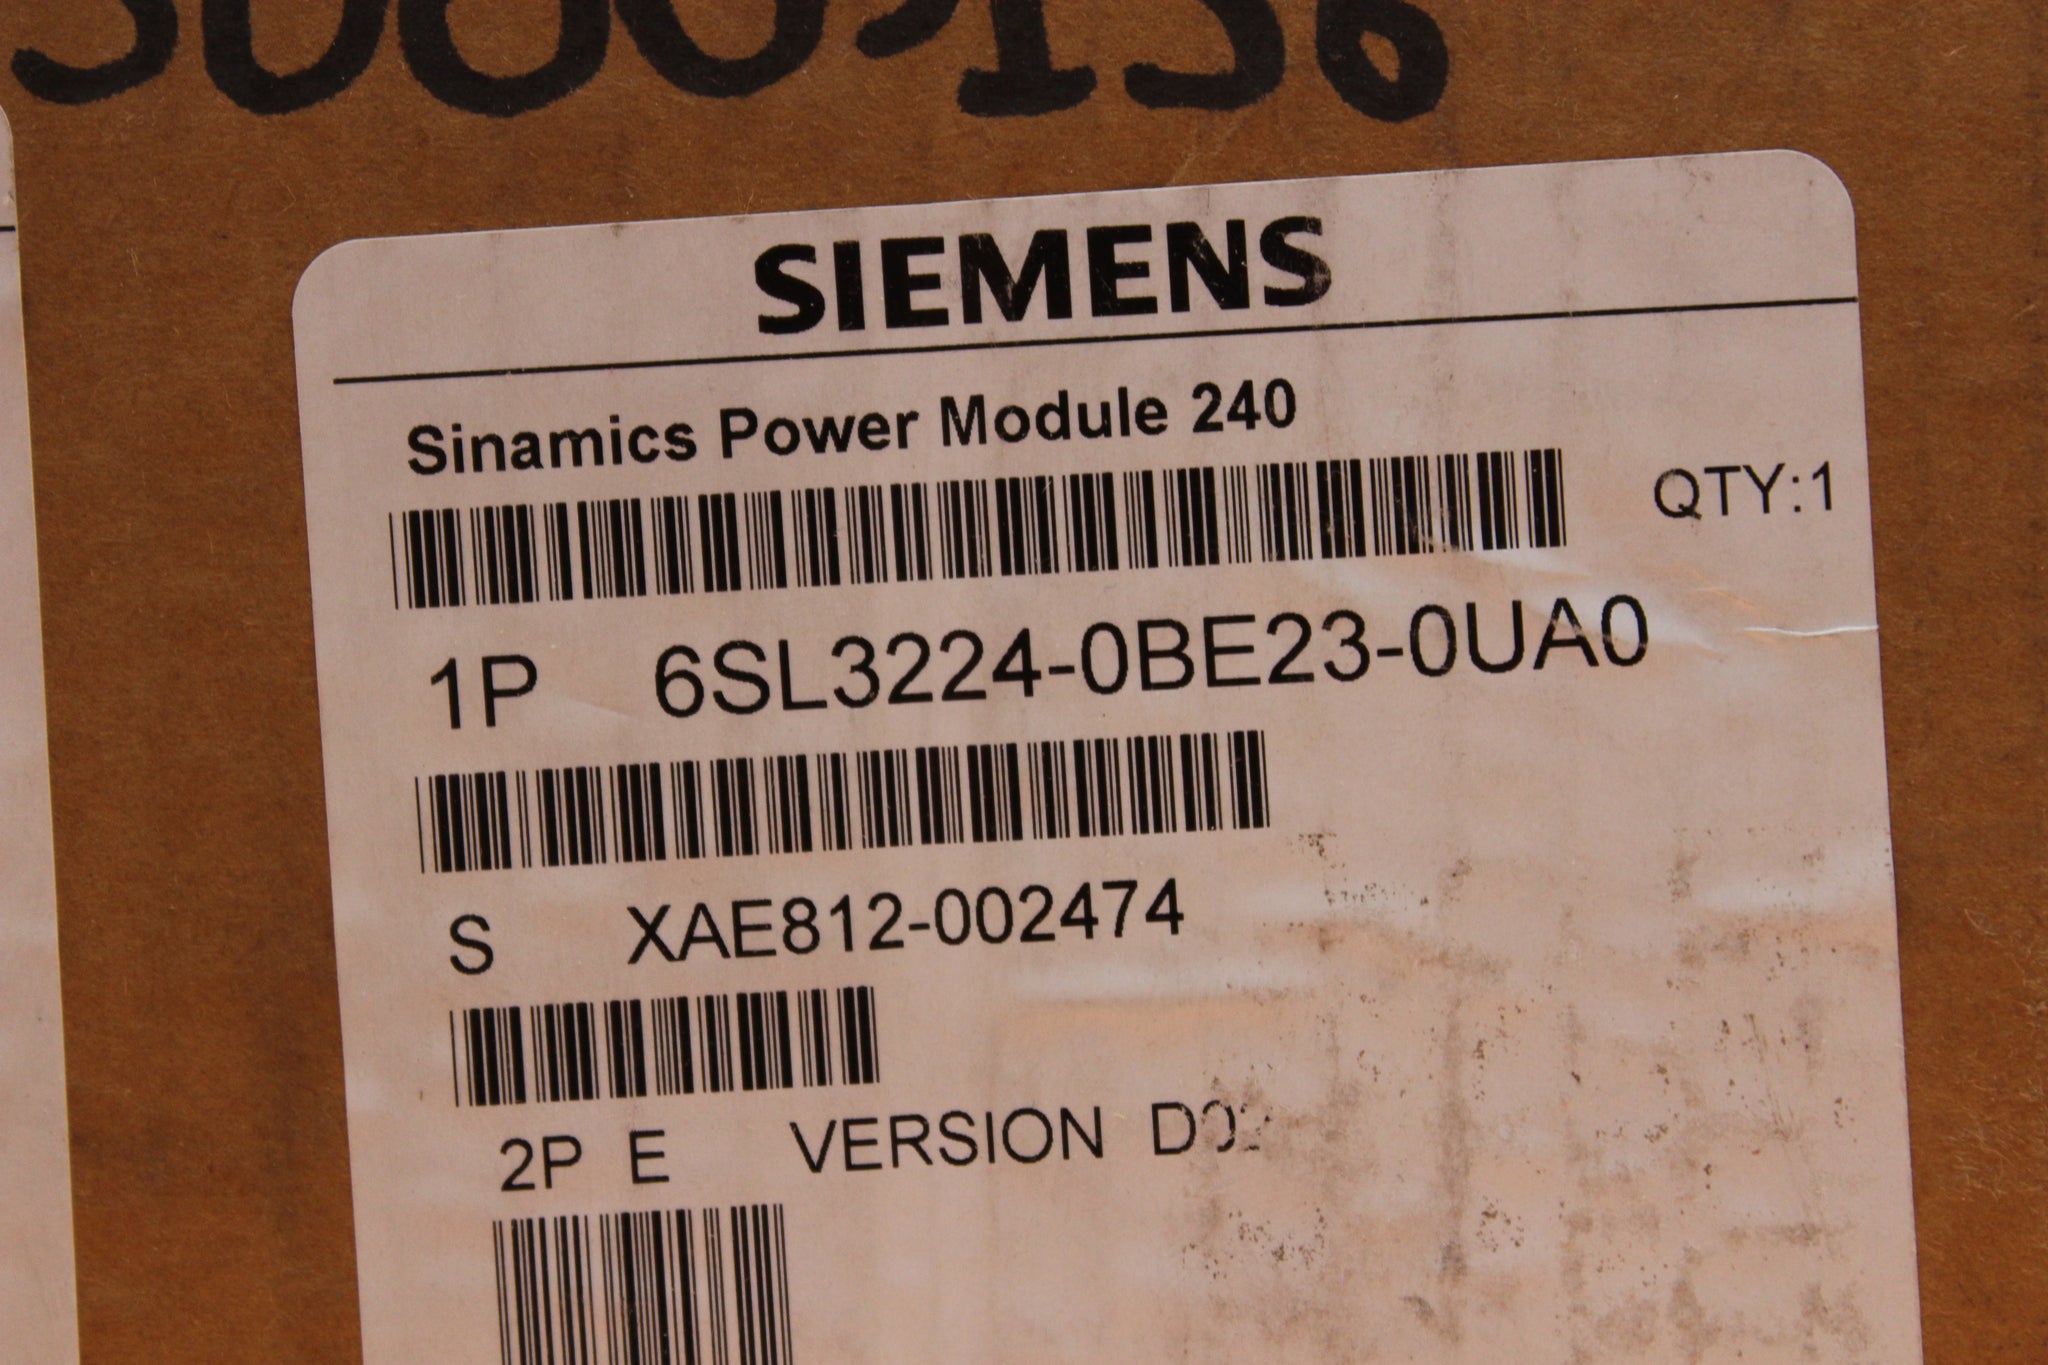 SIEMENS
Sinamics Power Module 240
QTY:1
1P 6SL3224-0BE23-0UA0
S XAE812-002474
2P E VERSION